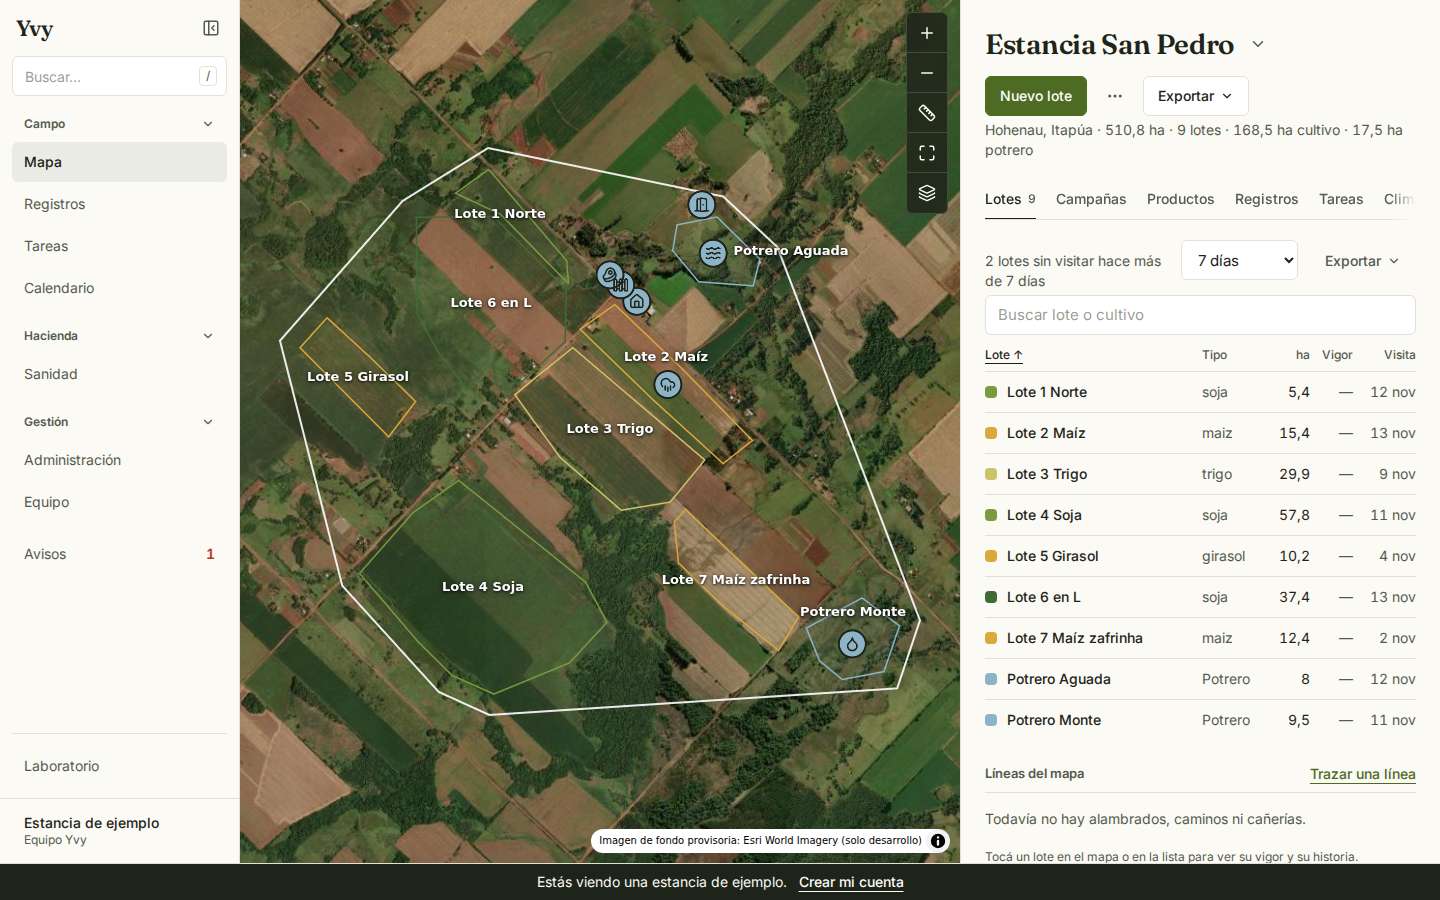 Yvy
Buscar...
/
Campo
Mapa
Registros
Tareas
Calendario
Hacienda
Sanidad
Gestión
Administración
Equipo
Avisos 1
Laboratorio
Estancia de ejemplo
Equipo Yvy
Lote 1 Norte
Potrero Aguada
Lote 6 en L
Lote 2 Maíz
Lote 5 Girasol
Lote 3 Trigo
Lote 7 Maíz zafrinha
Lote 4 Soja
Potrero Monte
Imagen de fondo provisoria: Esri World Imagery (solo desarrollo)
Estancia San Pedro
Nuevo lote
Exportar
Hohenau, Itapúa · 510,8 ha · 9 lotes · 168,5 ha cultivo · 17,5 ha
potrero
Lotes 9 Campañas Productos Registros Tareas Clim
2 lotes sin visitar hace más
de 7 días
7 días
Exportar
Buscar lote o cultivo
Lote ↑ Tipo ha Vigor Visita
Lote 1 Norte soja 5,4 — 12 nov
Lote 2 Maíz maiz 15,4 — 13 nov
Lote 3 Trigo trigo 29,9 — 9 nov
Lote 4 Soja soja 57,8 — 11 nov
Lote 5 Girasol girasol 10,2 — 4 nov
Lote 6 en L soja 37,4 — 13 nov
Lote 7 Maíz zafrinha maiz 12,4 — 2 nov
Potrero Aguada Potrero 8 — 12 nov
Potrero Monte Potrero 9,5 — 11 nov
Líneas del mapa
Trazar una línea
Todavía no hay alambrados, caminos ni cañerías.
Tocá un lote en el mapa o en la lista para ver su vigor y su historia.
Estás viendo una estancia de ejemplo. Crear mi cuenta